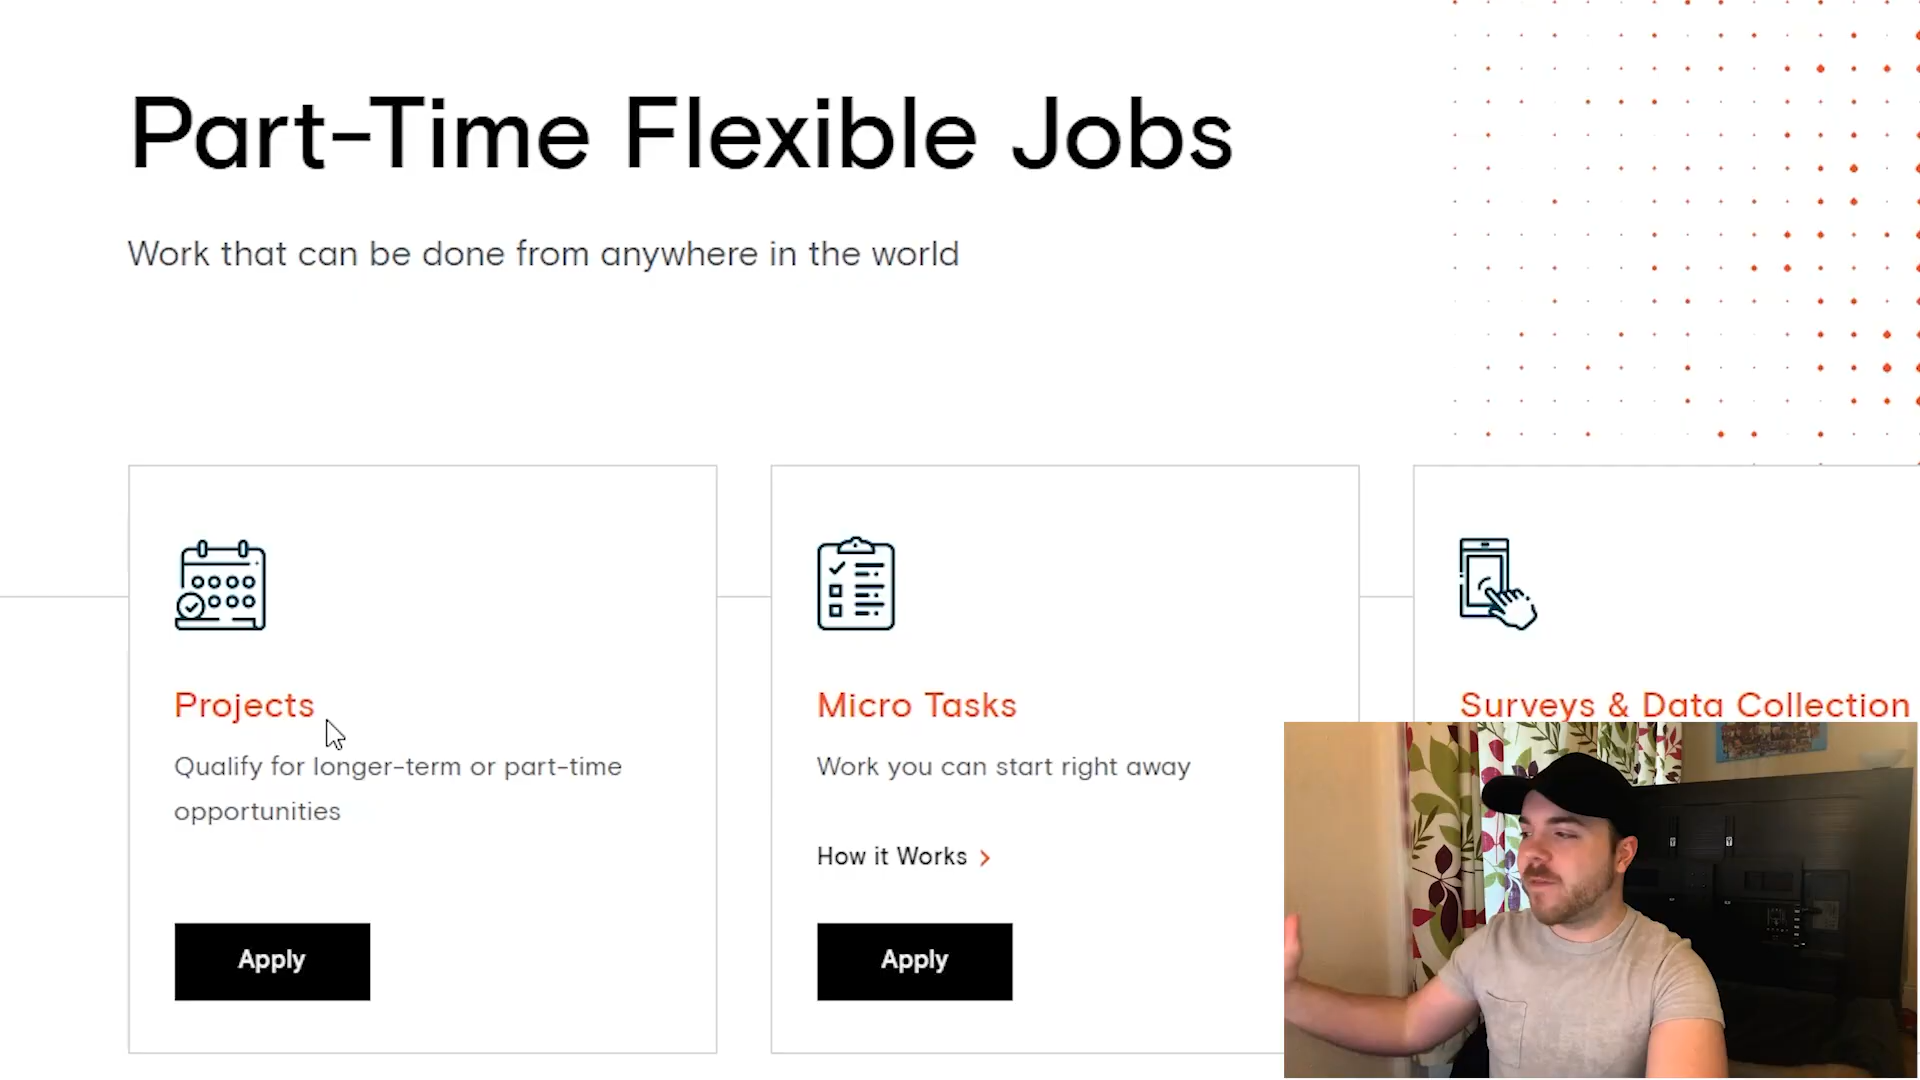 Part-Time Flexible Jobs
Work that can be done from anywhere in the world
Projects
Qualify for longer-term or part-time
opportunities
Apply
Micro Tasks
Work you can start right away
How it Works
Apply
Surveys & Data Collection